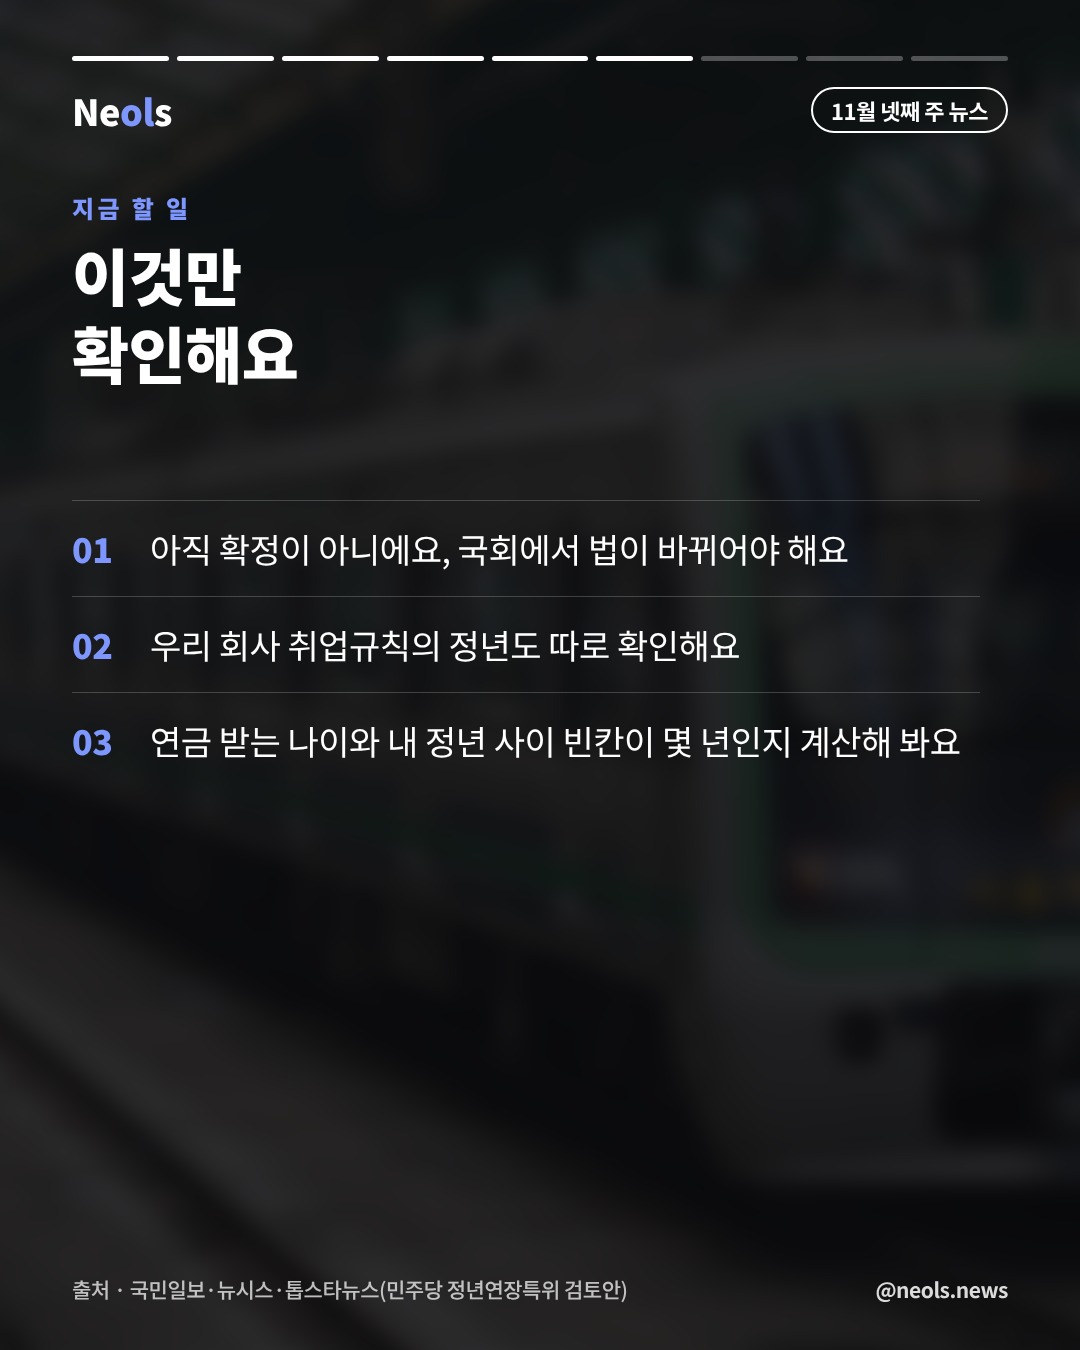 Neols
11월 넷째 주 뉴스
지금 할 일
이것만
확인해요
01 아직 확정이 아니에요, 국회에서 법이 바뀌어야 해요
02 우리 회사 취업규칙의 정년도 따로 확인해요
03 연금 받는 나이와 내 정년 사이 빈칸이 몇 년인지 계산해 봐요
출처 · 국민일보·뉴시스·톱스타뉴스(민주당 정년연장특위 검토안)
@neols.news